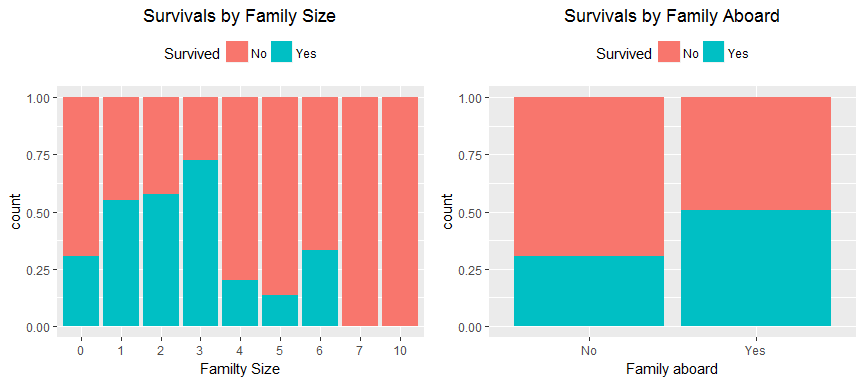 Survivals by Family Size
Survived No Yes
1.00
0.75
0.50
0.25
0.00
count
0 1 2 3 4 5 6 7 10
Familty Size
Survivals by Family Aboard
Survived No Yes
1.00
0.75
0.50
0.25
0.00
count
No Yes
Family aboard